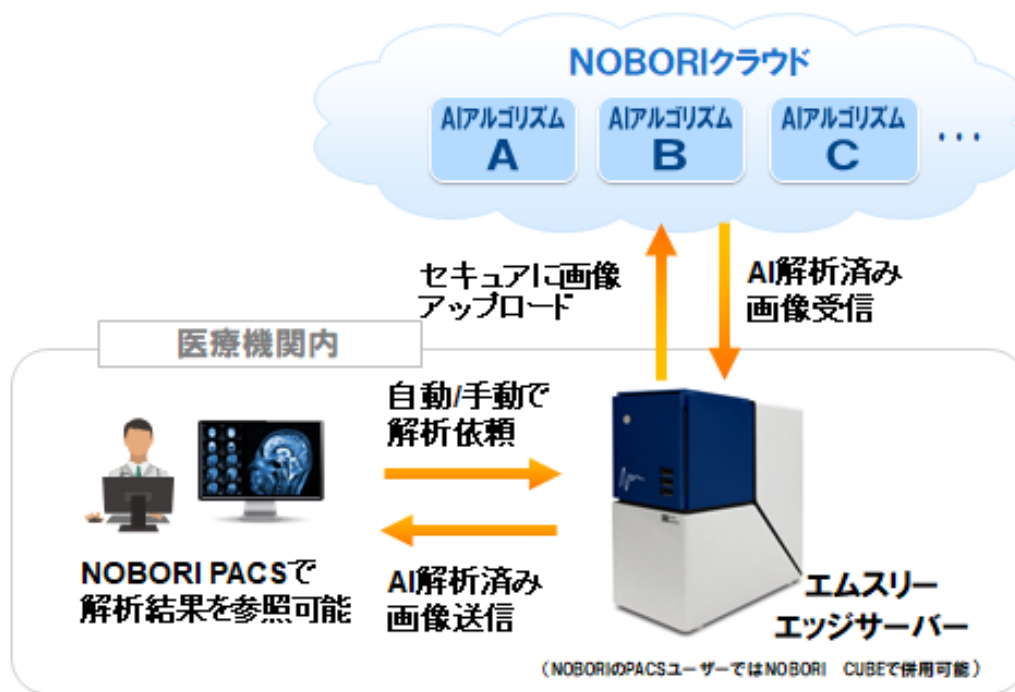 NOBORIクラウド
AIアルゴリズム
A
AIアルゴリズム
B
AIアルゴリズム
C
・・・
セキュアに画像
アップロード
AI解析済み
画像受信
医療機関内
自動/手動で
解析依頼
NOBORI PACSで
解析結果を参照可能
AI解析済み
画像送信
エムスリー
エッジサーバー
（NOBORIのPACSユーザーではNOBORI CUBEで併用可能）